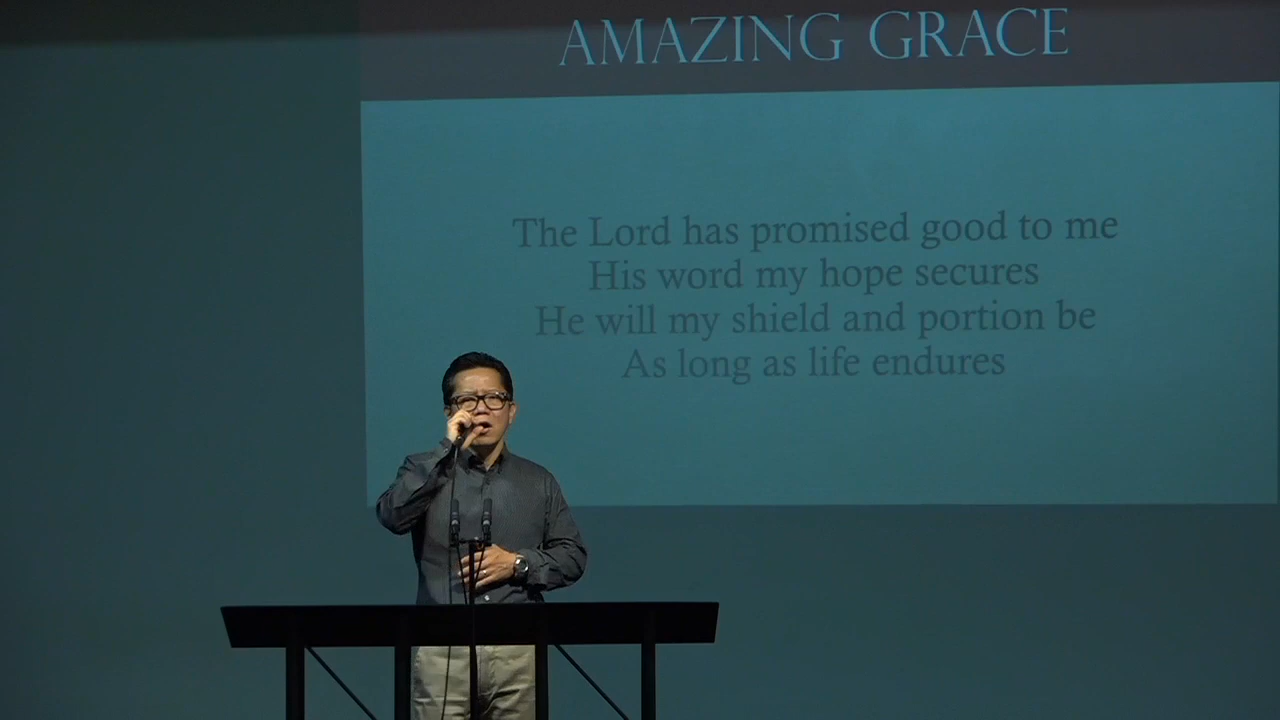 AMAZING GRACE
The Lord has promised good to me
His word my hope secures
He will my shield and portion be
As long as life endures